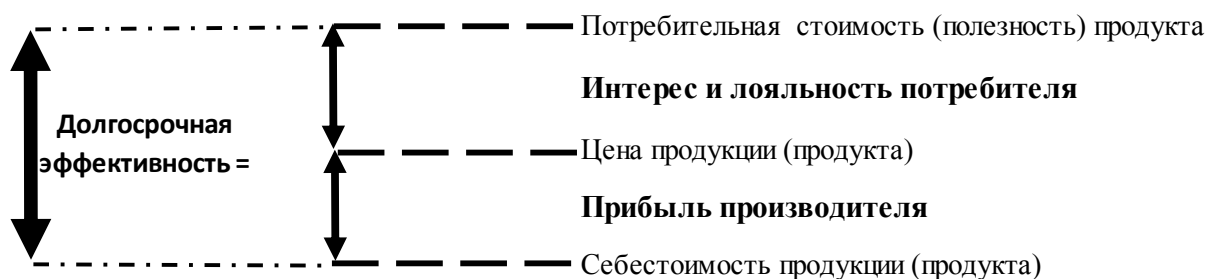 Потребительная стоимость (полезность) продукта
Интерес и лояльность потребителя
Долгосрочная
эффективность =
Цена продукции (продукта)
Прибыль производителя
Себестоимость продукции (продукта)